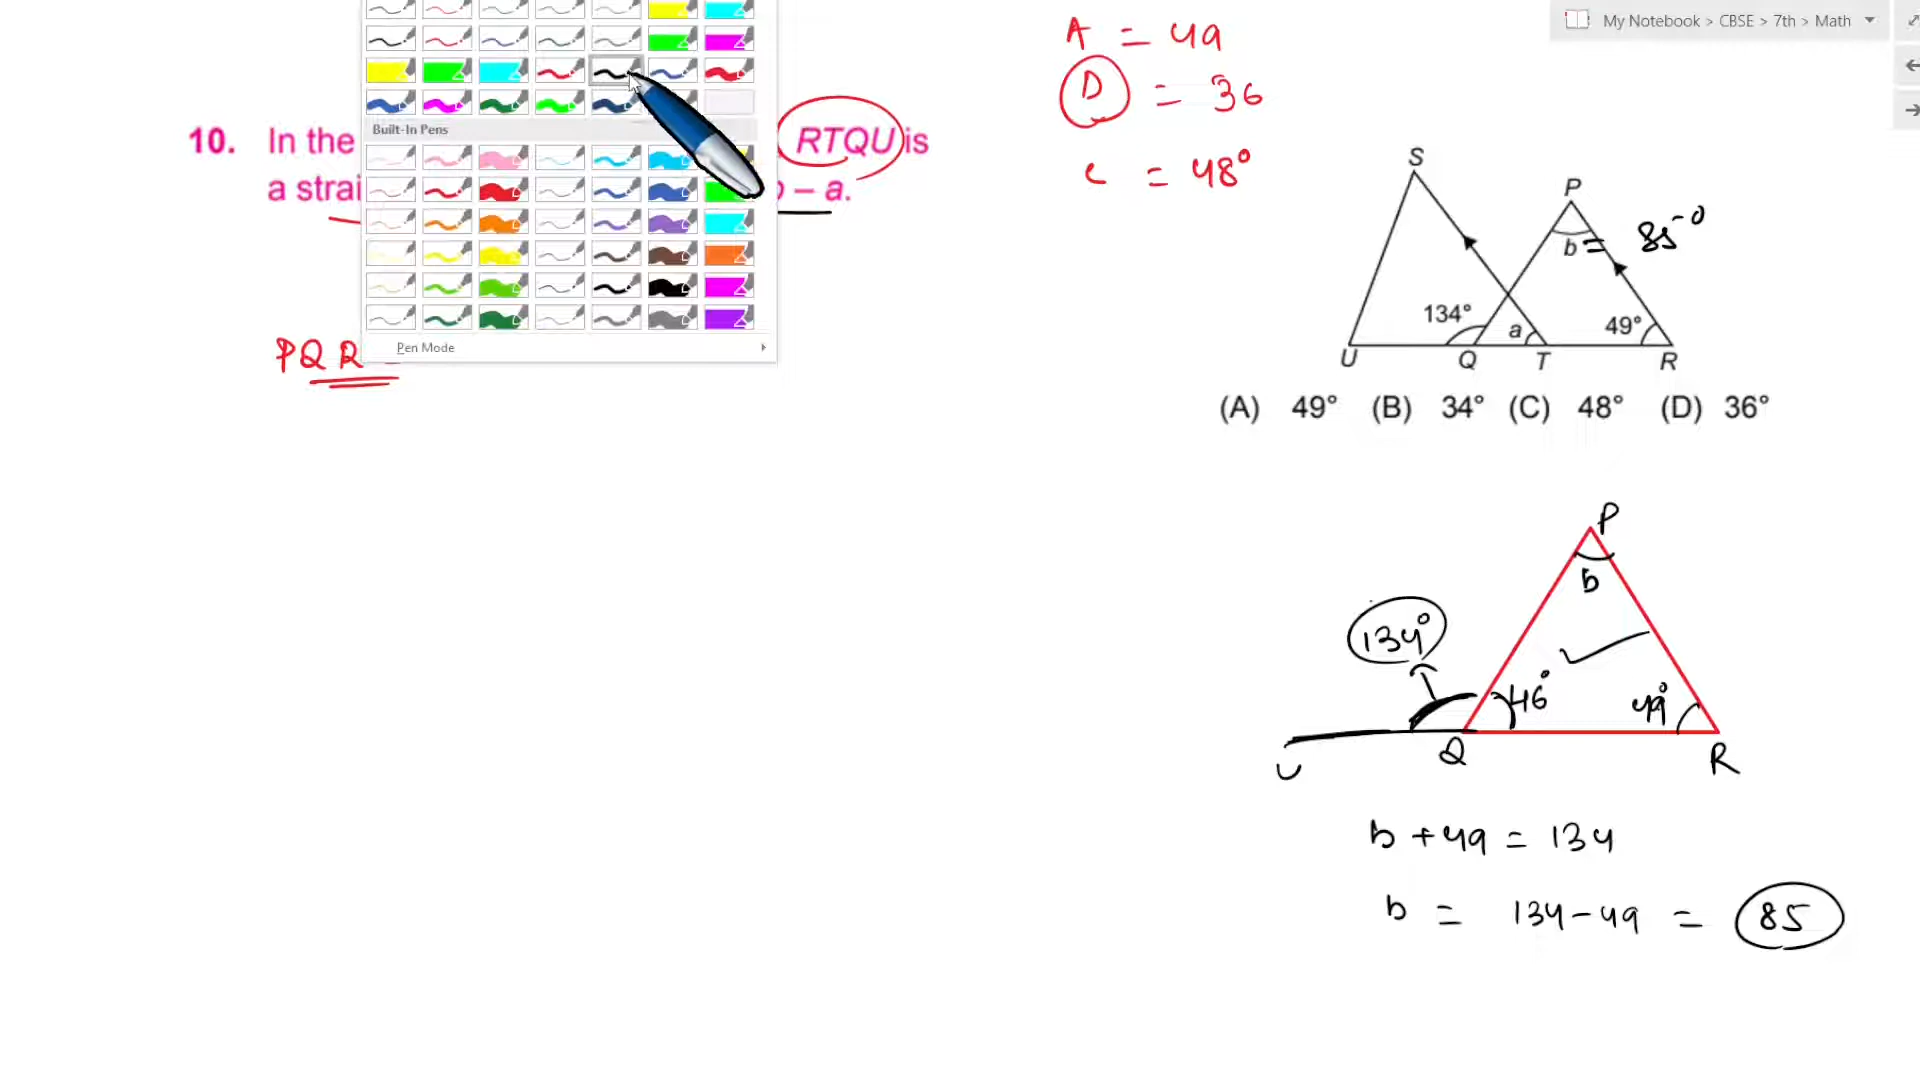 My Notebook > CBSE > 7th > Math
A = 49
D = 36
c = 48°
Built-In Pens
10. In the RTQU is
a strai – a.
S
P
b = 85°
134°
a
49°
U Q T R
PQR
Pen Mode
(A) 49° (B) 34° (C) 48° (D) 36°
P
b
134°
46°
49°
Q
R
U
b + 49 = 134
b = 134 - 49 = 85